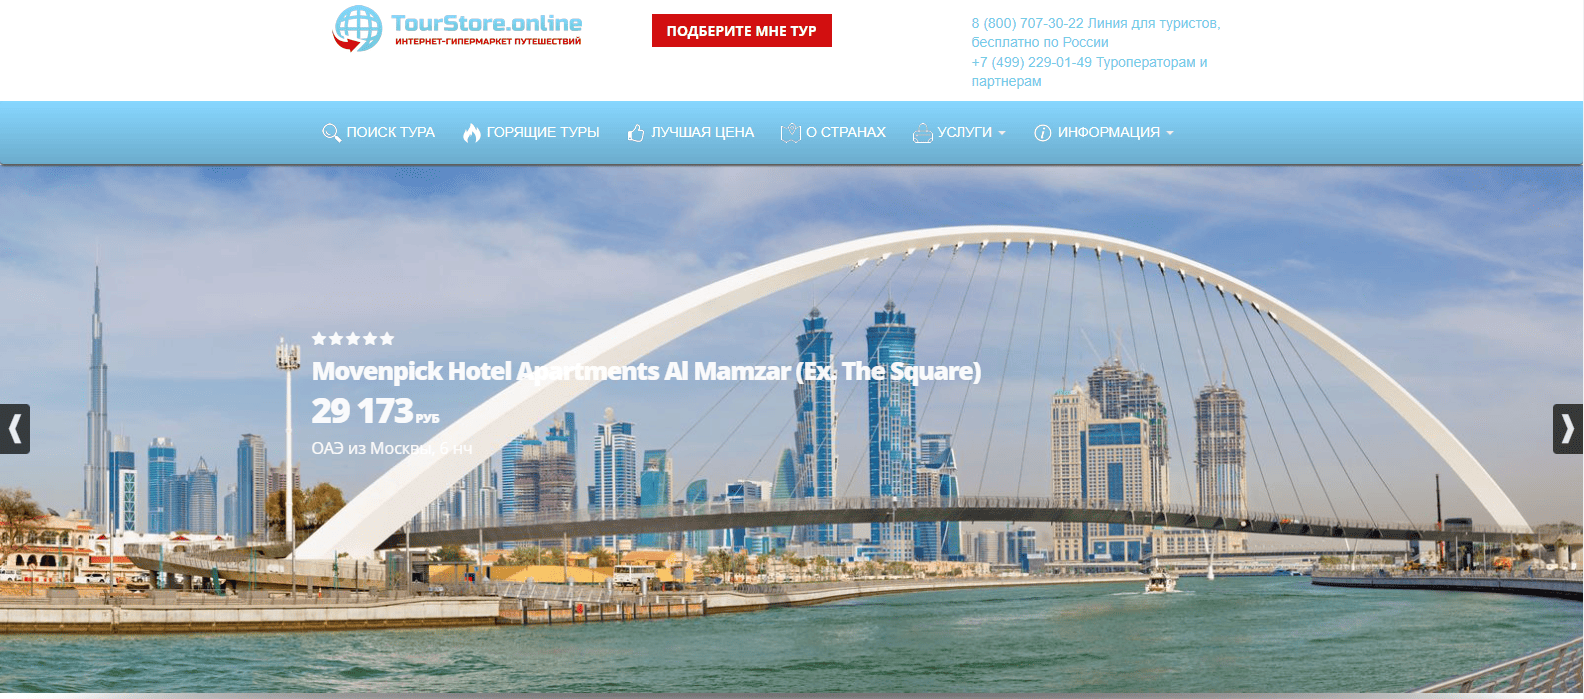 TourStore.online
ИНТЕРНЕТ-ГИПЕРМАРКЕТ ПУТЕШЕСТВИЙ
ПОДБЕРИТЕ МНЕ ТУР
8 (800) 707-30-22 Линия для туристов,
бесплатно по России
+7 (499) 229-01-49 Туроператорам и
партнерам
ПОИСК ТУРА ГОРЯЩИЕ ТУРЫ ЛУЧШАЯ ЦЕНА О СТРАНАХ УСЛУГИ ИНФОРМАЦИЯ
Movenpick Hotel Apartments Al Mamzar (Ex. The Square)
29 173 РУБ
ОАЭ из Москвы, 6 нч